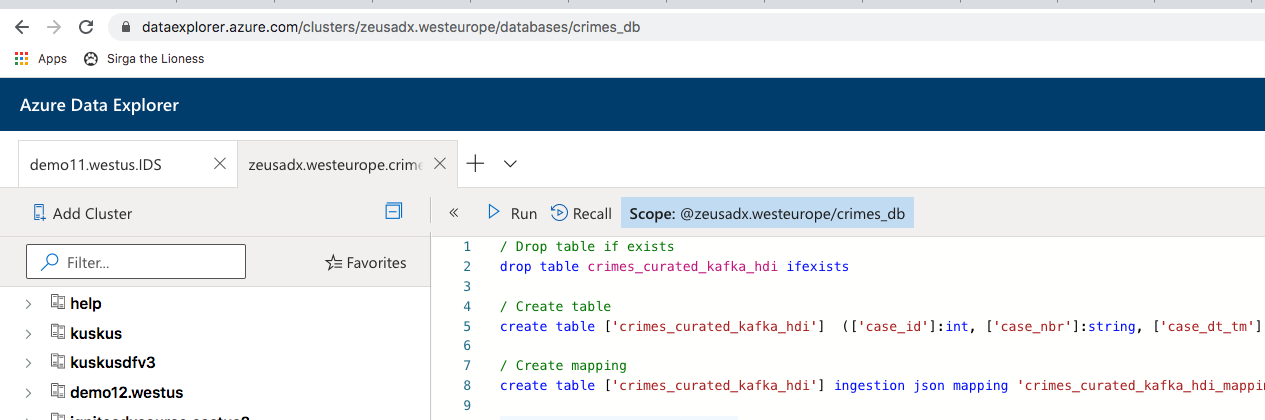 dataexplorer.azure.com/clusters/zeusadx.westeurope/databases/crimes_db
Apps Sirga the Lioness
Azure Data Explorer
demo11.westus.IDS zeusadx.westeurope.crime
Add Cluster
Run Recall Scope: @zeusadx.westeurope/crimes_db
Filter... Favorites
help
kuskus
kuskusdfv3
demo12.westus
1 / Drop table if exists
2 drop table crimes_curated_kafka_hdi ifexists
3
4 / Create table
5 create table ['crimes_curated_kafka_hdi'] (['case_id']:int, ['case_nbr']:string, ['case_dt_tm']
6
7 / Create mapping
8 create table ['crimes_curated_kafka_hdi'] ingestion json mapping 'crimes_curated_kafka_hdi_mappin
9